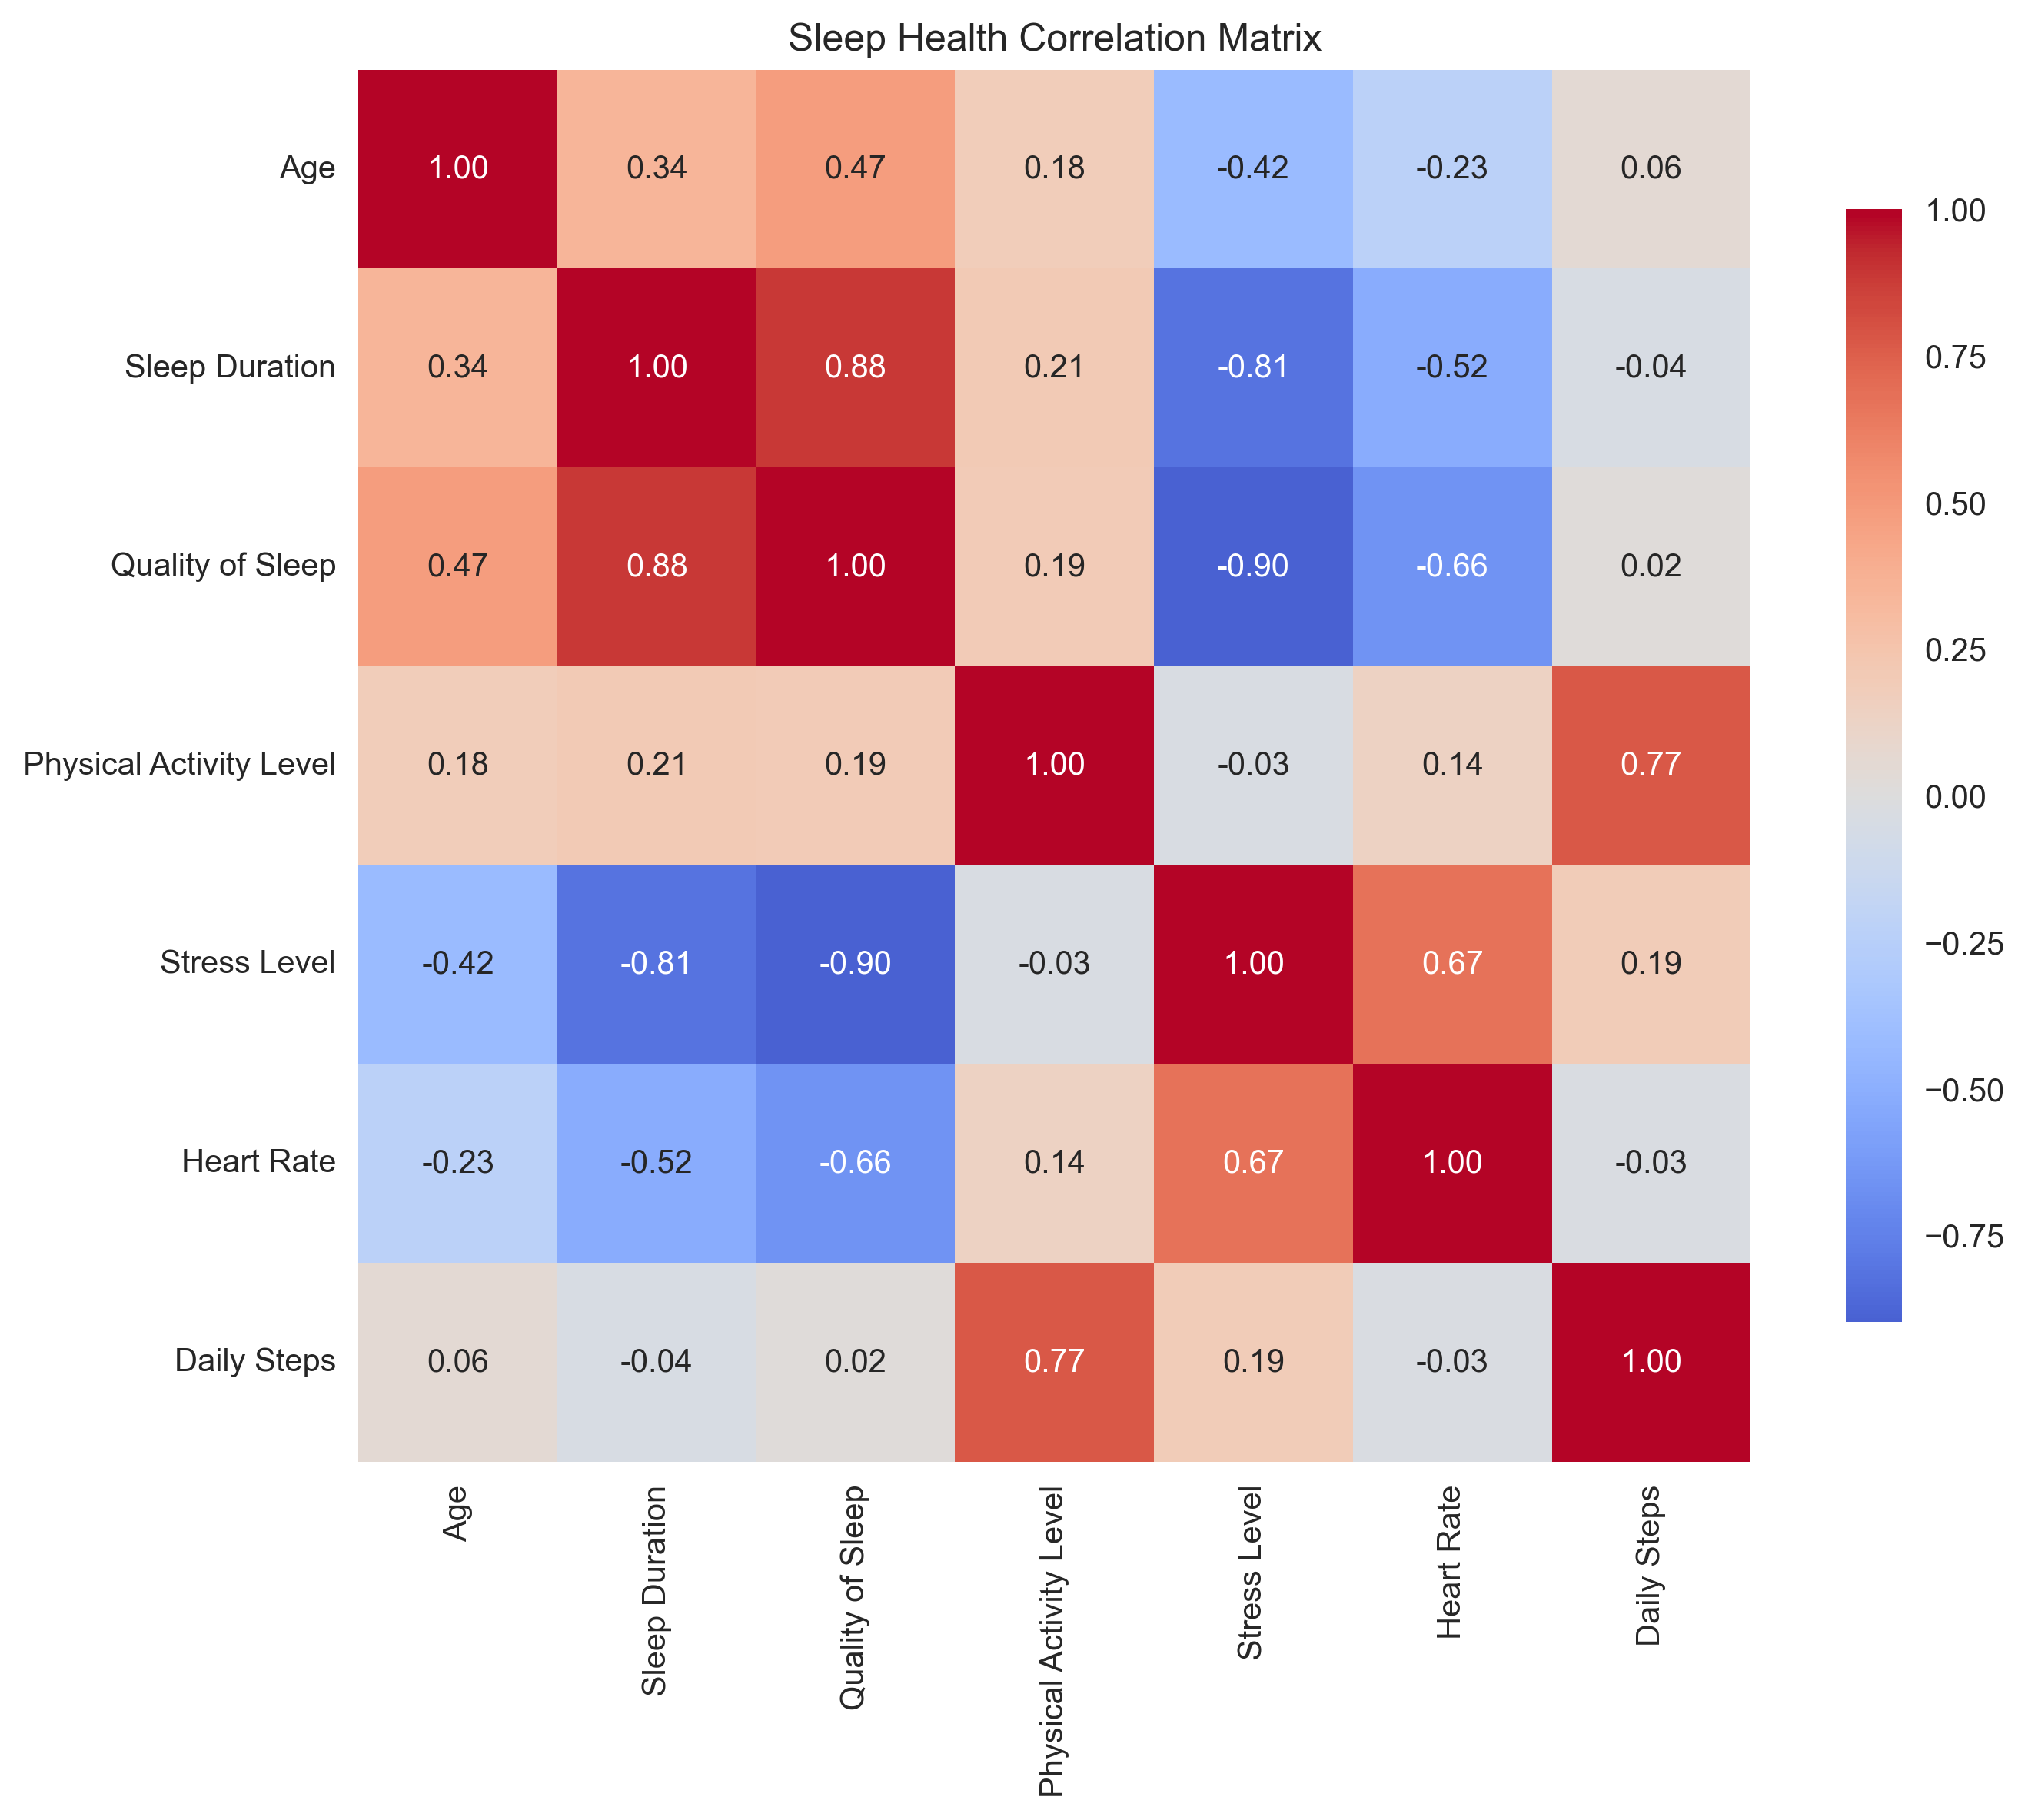 Sleep Health Correlation Matrix
Age 1.00 0.34 0.47 0.18 -0.42 -0.23 0.06
Sleep Duration 0.34 1.00 0.88 0.21 -0.81 -0.52 -0.04
Quality of Sleep 0.47 0.88 1.00 0.19 -0.90 -0.66 0.02
Physical Activity Level 0.18 0.21 0.19 1.00 -0.03 0.14 0.77
Stress Level -0.42 -0.81 -0.90 -0.03 1.00 0.67 0.19
Heart Rate -0.23 -0.52 -0.66 0.14 0.67 1.00 -0.03
Daily Steps 0.06 -0.04 0.02 0.77 0.19 -0.03 1.00
Age
Sleep Duration
Quality of Sleep
Physical Activity Level
Stress Level
Heart Rate
Daily Steps
1.00
0.75
0.50
0.25
0.00
−0.25
−0.50
−0.75